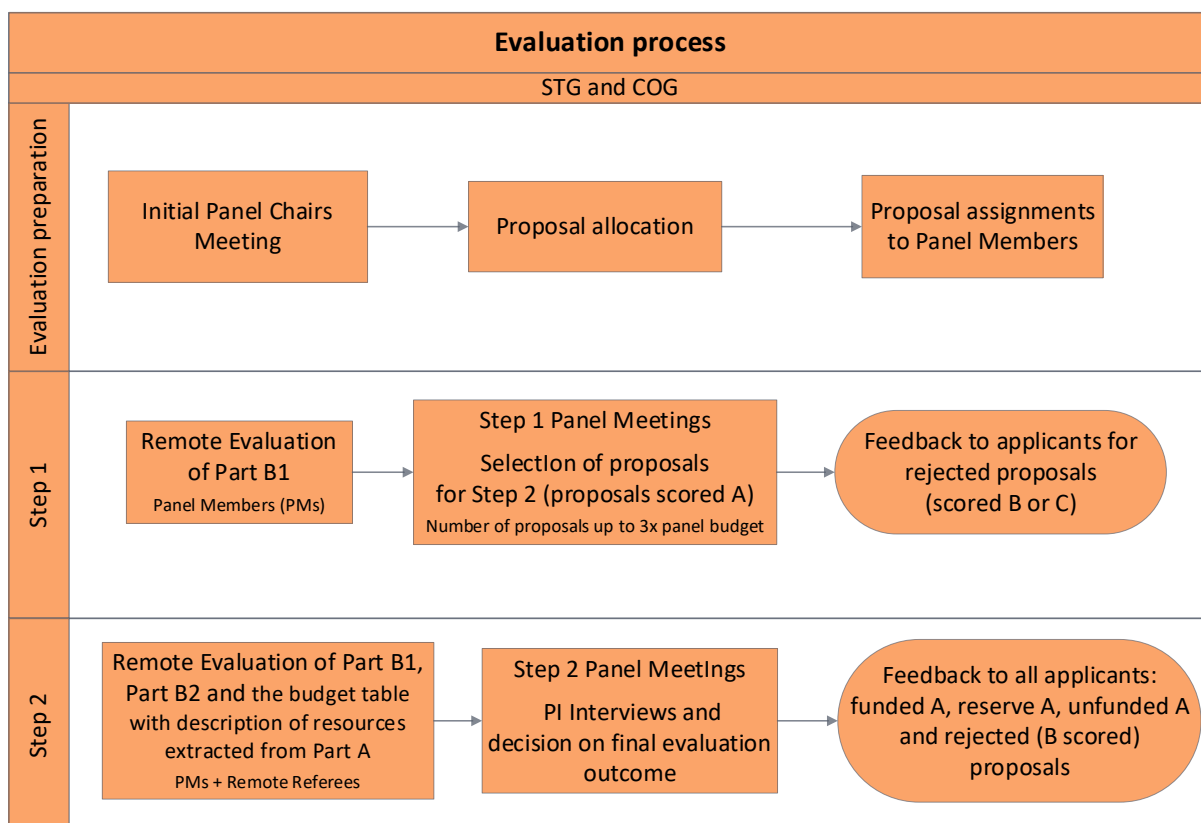 Evaluation process
STG and COG
Evaluation preparation
Initial Panel Chairs
Meeting
Proposal allocation
Proposal assignments
to Panel Members
Step 1
Remote Evaluation
of Part B1
Panel Members (PMs)
Step 1 Panel Meetings
SelectIon of proposals
for Step 2 (proposals scored A)
Number of proposals up to 3x panel budget
Feedback to applicants for
rejected proposals
(scored B or C)
Step 2
Remote Evaluation of Part B1,
Part B2 and the budget table
with description of resources
extracted from Part A
PMs + Remote Referees
Step 2 Panel MeetIngs
PI Interviews and
decision on final evaluation
outcome
Feedback to all applicants:
funded A, reserve A, unfunded A
and rejected (B scored)
proposals